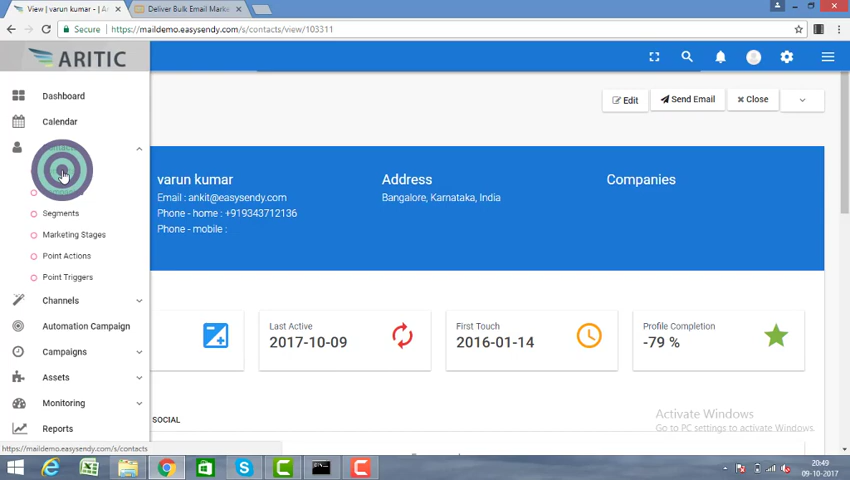 View | varun kumar - | A
Deliver Bulk Email Marke
Secure
https://maildemo.easysendy.com/s/contacts/view/103311
ARITIC
Dashboard
Calendar
Segments
Marketing Stages
Point Actions
Point Triggers
Channels
Automation Campaign
Campaigns
Assets
Monitoring
Reports
Edit
Send Email
Close
varun kumar
Email : ankit@easysendy.com
Phone - home : +919343712136
Phone - mobile :
Address
Bangalore, Karnataka, India
Companies
Last Active
2017-10-09
First Touch
2016-01-14
Profile Completion
-79 %
SOCIAL
Activate Windows
Go to PC settings to activate Windows.
https://maildemo.easysendy.com/s/contacts
20:49
09-10-2017